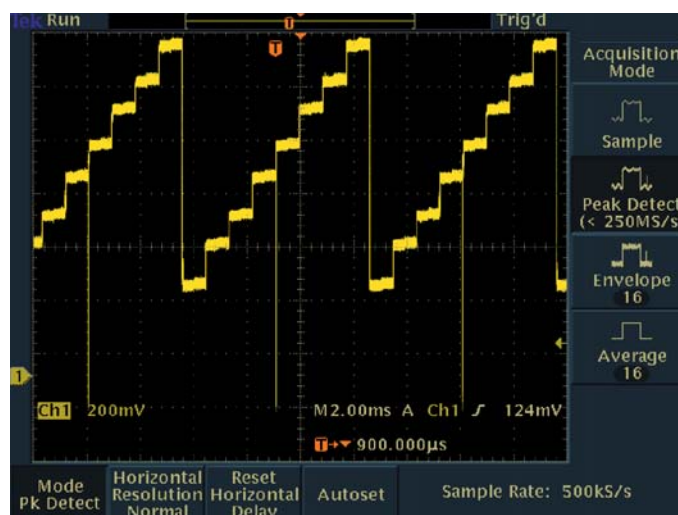 Tek Run
Trig'd
T
T
Acquisition
Mode
Sample
Peak Detect
(< 250MS/s
Envelope
16
Average
16
1
Ch1 200mV
M2.00ms A Ch1 124mV
T 900.000µs
Mode
Pk Detect
Horizontal
Resolution
Normal
Reset
Horizontal
Delay
Autoset
Sample Rate: 500kS/s